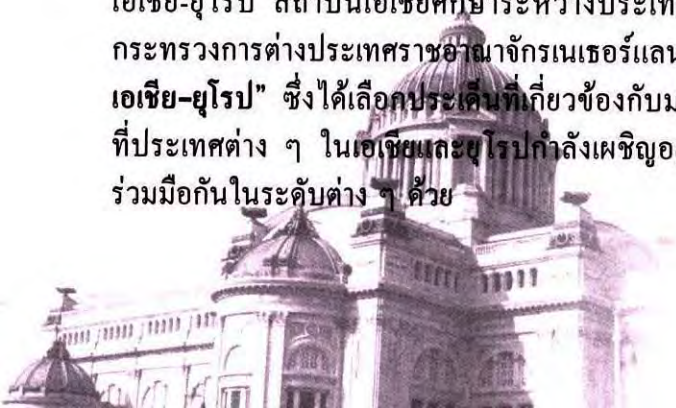 เอเชีย-ยุโรป สถาบันเอเชียศึกษาระหว่างประเท
กระทรวงการต่างประเทศราชอาณาจักรเนเธอร์แลน
เอเชีย–ยุโรป” ซึ่งได้เลือกประเด็นที่เกี่ยวข้องกับม
ที่ประเทศต่าง ๆ ในเอเชียและยุโรปกำลังเผชิญอ
ร่วมมือกันในระดับต่าง ๆ ด้วย